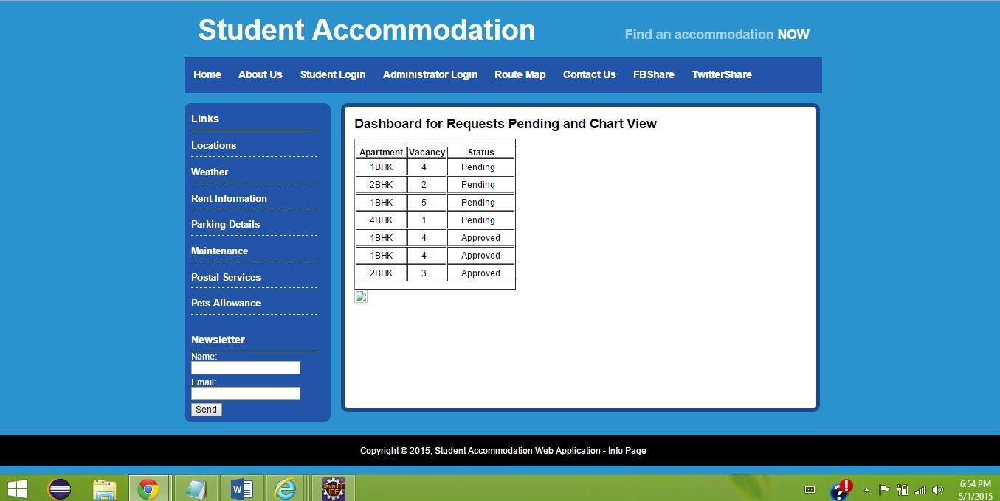 Student Accommodation
Find an accommodation NOW
Home About Us Student Login Administrator Login Route Map Contact Us FBShare TwitterShare
Links
Locations
Weather
Rent Information
Parking Details
Maintenance
Postal Services
Pets Allowance
Newsletter
Name:
Email:
Send
Dashboard for Requests Pending and Chart View
Apartment Vacancy Status
1BHK 4 Pending
2BHK 2 Pending
1BHK 5 Pending
4BHK 1 Pending
1BHK 4 Approved
1BHK 4 Approved
2BHK 3 Approved
Copyright © 2015, Student Accommodation Web Application - Info Page
Java EE
IDE
6:54 PM
5/1/2015